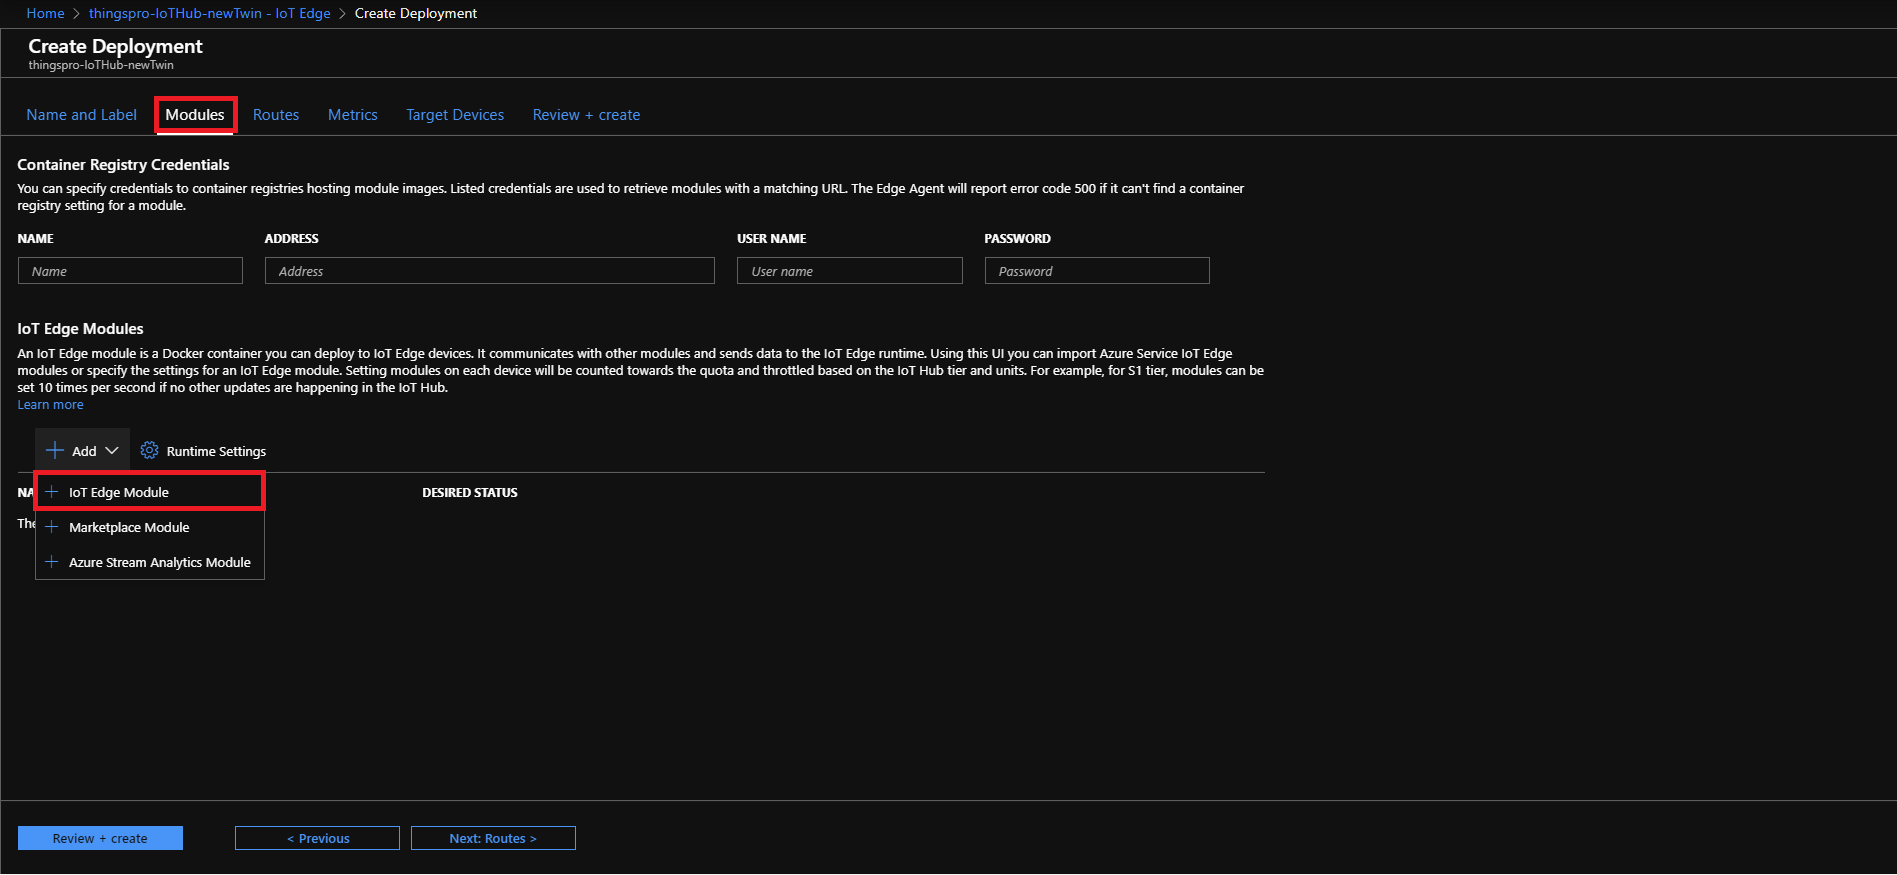 Home > thingspro-IoTHub-newTwin - IoT Edge > Create Deployment
Create Deployment
thingspro-IoTHub-newTwin
Name and Label Modules Routes Metrics Target Devices Review + create
Container Registry Credentials
You can specify credentials to container registries hosting module images. Listed credentials are used to retrieve modules with a matching URL. The Edge Agent will report error code 500 if it can't find a container
registry setting for a module.
NAME ADDRESS USER NAME PASSWORD
Name Address User name Password
IoT Edge Modules
An IoT Edge module is a Docker container you can deploy to IoT Edge devices. It communicates with other modules and sends data to the IoT Edge runtime. Using this UI you can import Azure Service IoT Edge
modules or specify the settings for an IoT Edge module. Setting modules on each device will be counted towards the quota and throttled based on the IoT Hub tier and units. For example, for S1 tier, modules can be
set 10 times per second if no other updates are happening in the IoT Hub.
Learn more
Add Runtime Settings
NA IoT Edge Module DESIRED STATUS
The Marketplace Module
Azure Stream Analytics Module
Review + create < Previous Next: Routes >